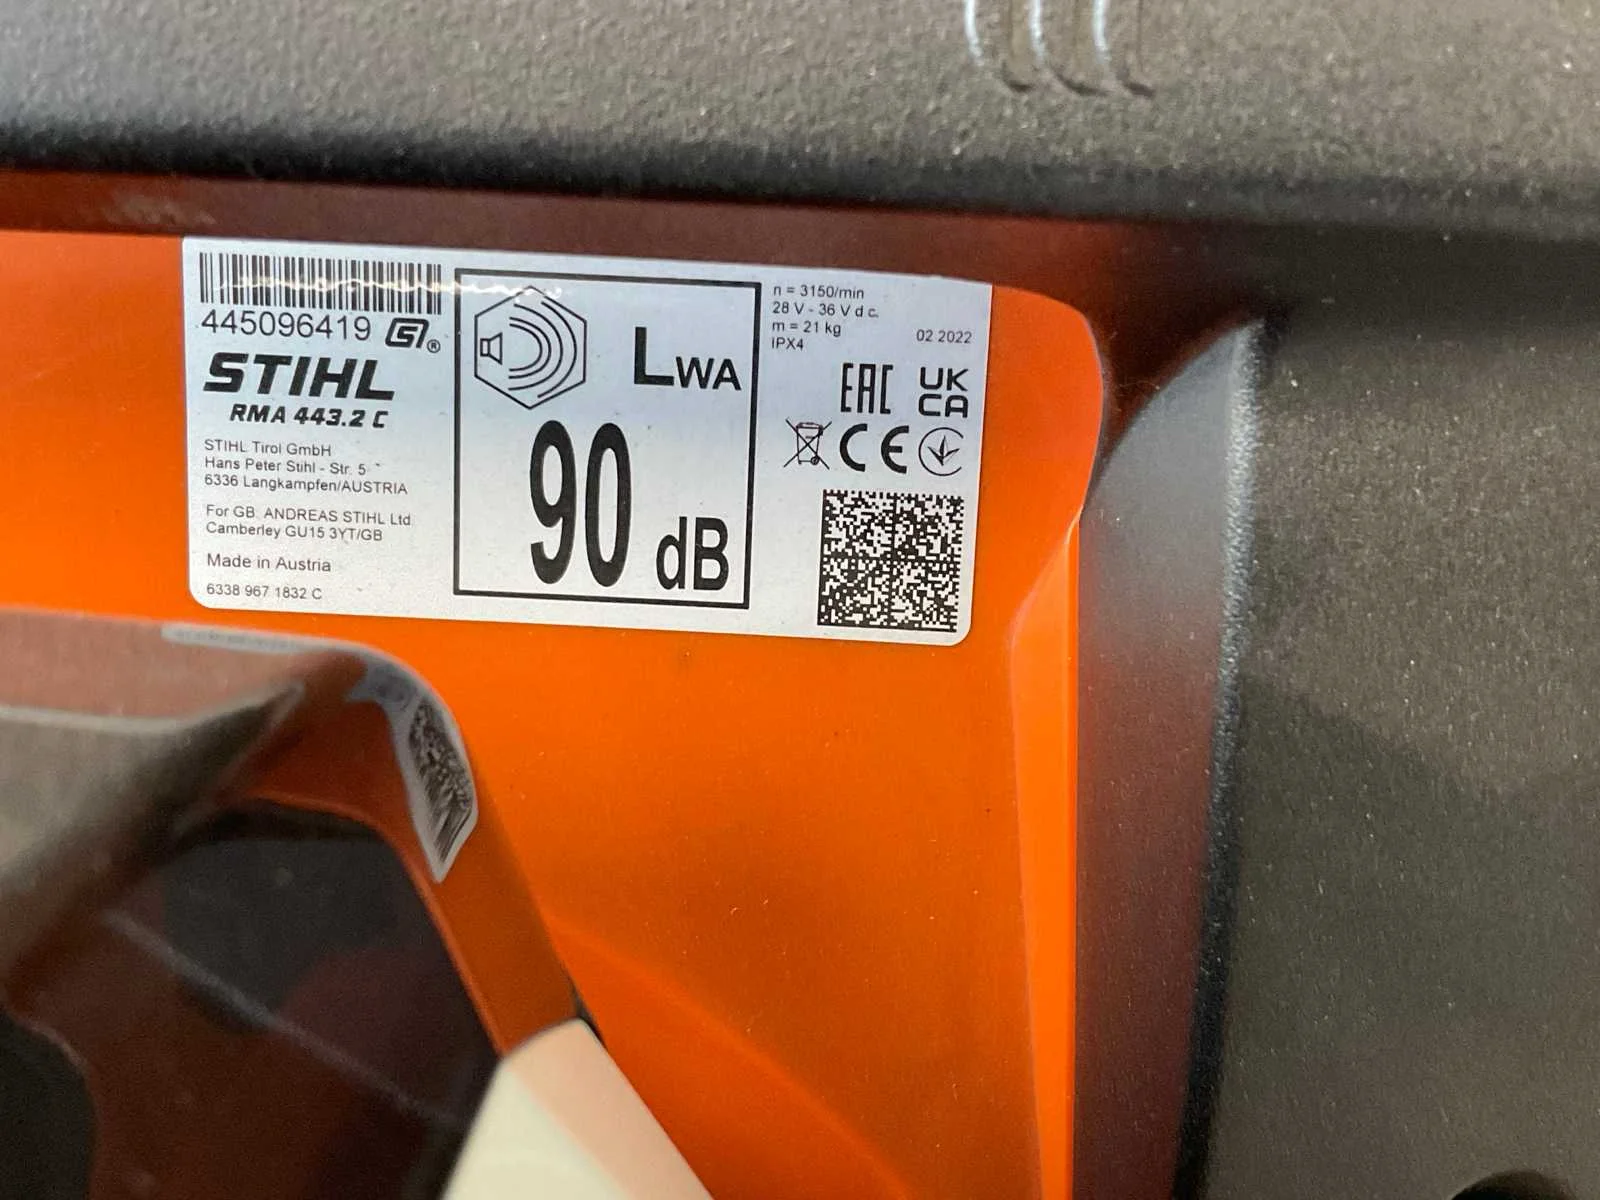 445096419 ®
STIHL
RMA 443.2 C
STIHL Tirol GmbH
Hans Peter Stihl - Str. 5
6336 Langkampfen/AUSTRIA
For GB: ANDREAS STIHL Ltd.
Camberley GU15 3YT/GB
Made in Austria
6338 967 1832 C
LWA
90 dB
n = 3150/min
28 V - 36 V d.c.
m = 21 kg
IPX4
02 2022
EAC
UK
CA
CE